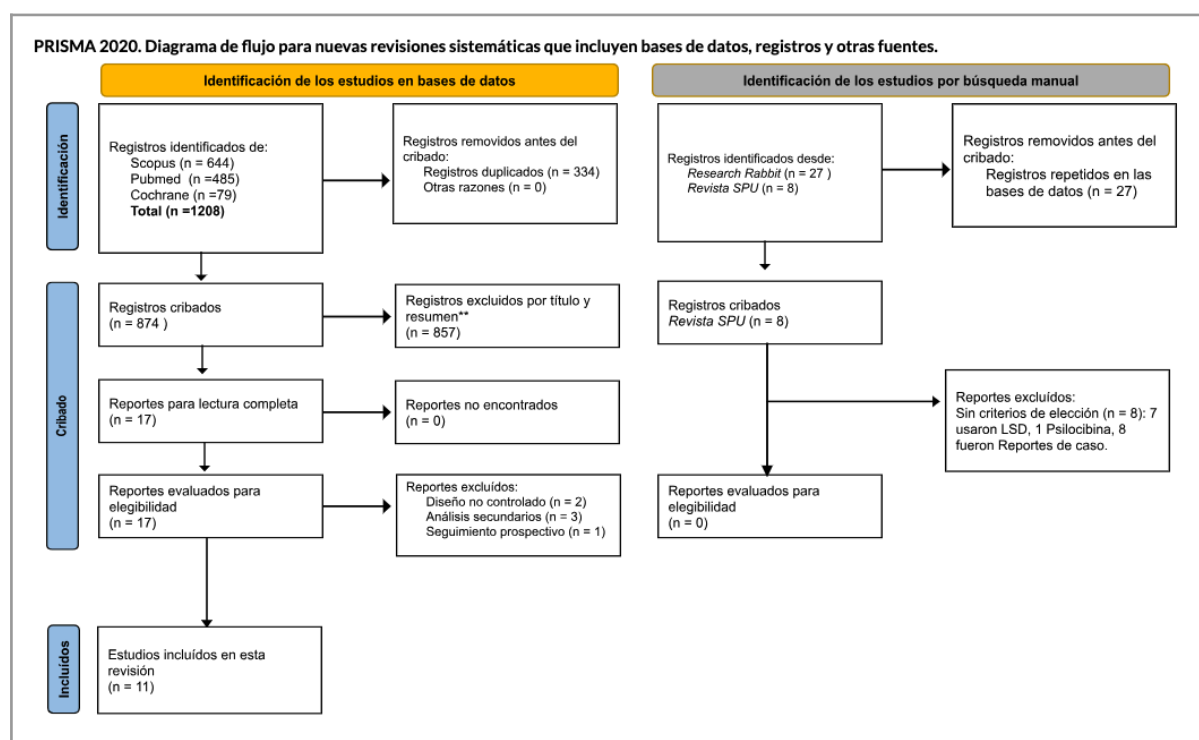 PRISMA 2020. Diagrama de flujo para nuevas revisiones sistemáticas que incluyen bases de datos, registros y otras fuentes.
Identificación de los estudios en bases de datos
Identificación de los estudios por búsqueda manual
Identificación
Registros identificados de:
Scopus (n = 644)
Pubmed (n =485)
Cochrane (n =79)
Total (n =1208)
Registros removidos antes del
cribado:
Registros duplicados (n = 334)
Otras razones (n = 0)
Registros identificados desde:
Research Rabbit (n = 27 )
Revista SPU (n = 8)
Registros removidos antes del
cribado:
Registros repetidos en las
bases de datos (n = 27)
Cribado
Registros cribados
(n = 874 )
Registros excluidos por título y
resumen**
(n = 857)
Registros cribados
Revista SPU (n = 8)
Reportes para lectura completa
(n = 17)
Reportes no encontrados
(n = 0)
Reportes excluídos:
Sin criterios de elección (n = 8): 7
usaron LSD, 1 Psilocibina, 8
fueron Reportes de caso.
Reportes evaluados para
elegibilidad
(n = 17)
Reportes excluídos:
Diseño no controlado (n = 2)
Análisis secundarios (n = 3)
Seguimiento prospectivo (n = 1)
Reportes evaluados para
elegibilidad
(n = 0)
Incluídos
Estudios incluídos en esta
revisión
(n = 11)